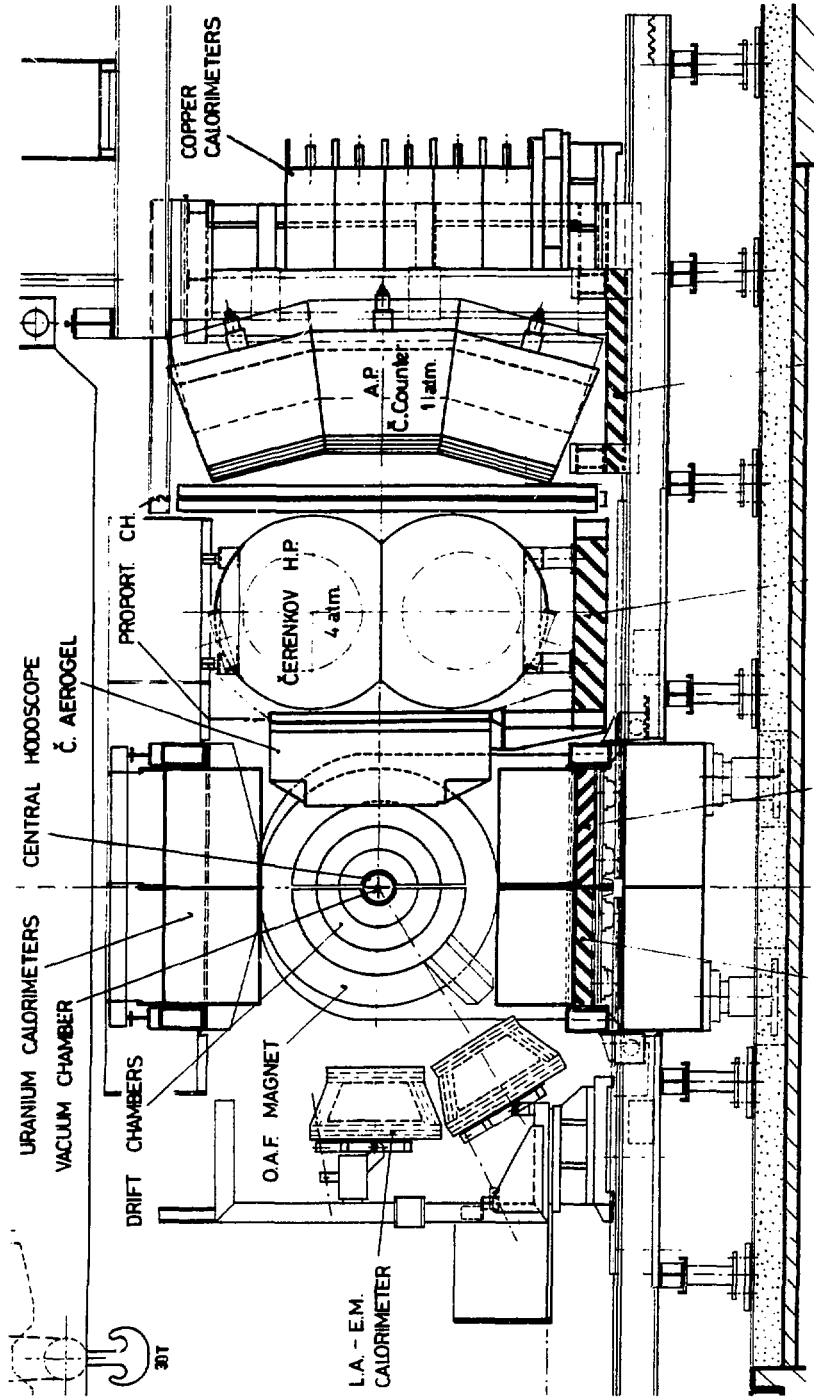 URANIUM CALORIMETERS
VACUUM CHAMBER
CENTRAL HODOSCOPE
Č. AEROGEL
PROPORT CH.
COPPER
CALORIMETERS
DRIFT CHAMBERS
O.A.F. MAGNET
L.A. - E.M.
CALORIMETER
ČERENKOV H.P.
4 atm
A.P.
Č.Counter
1 atm.
30T